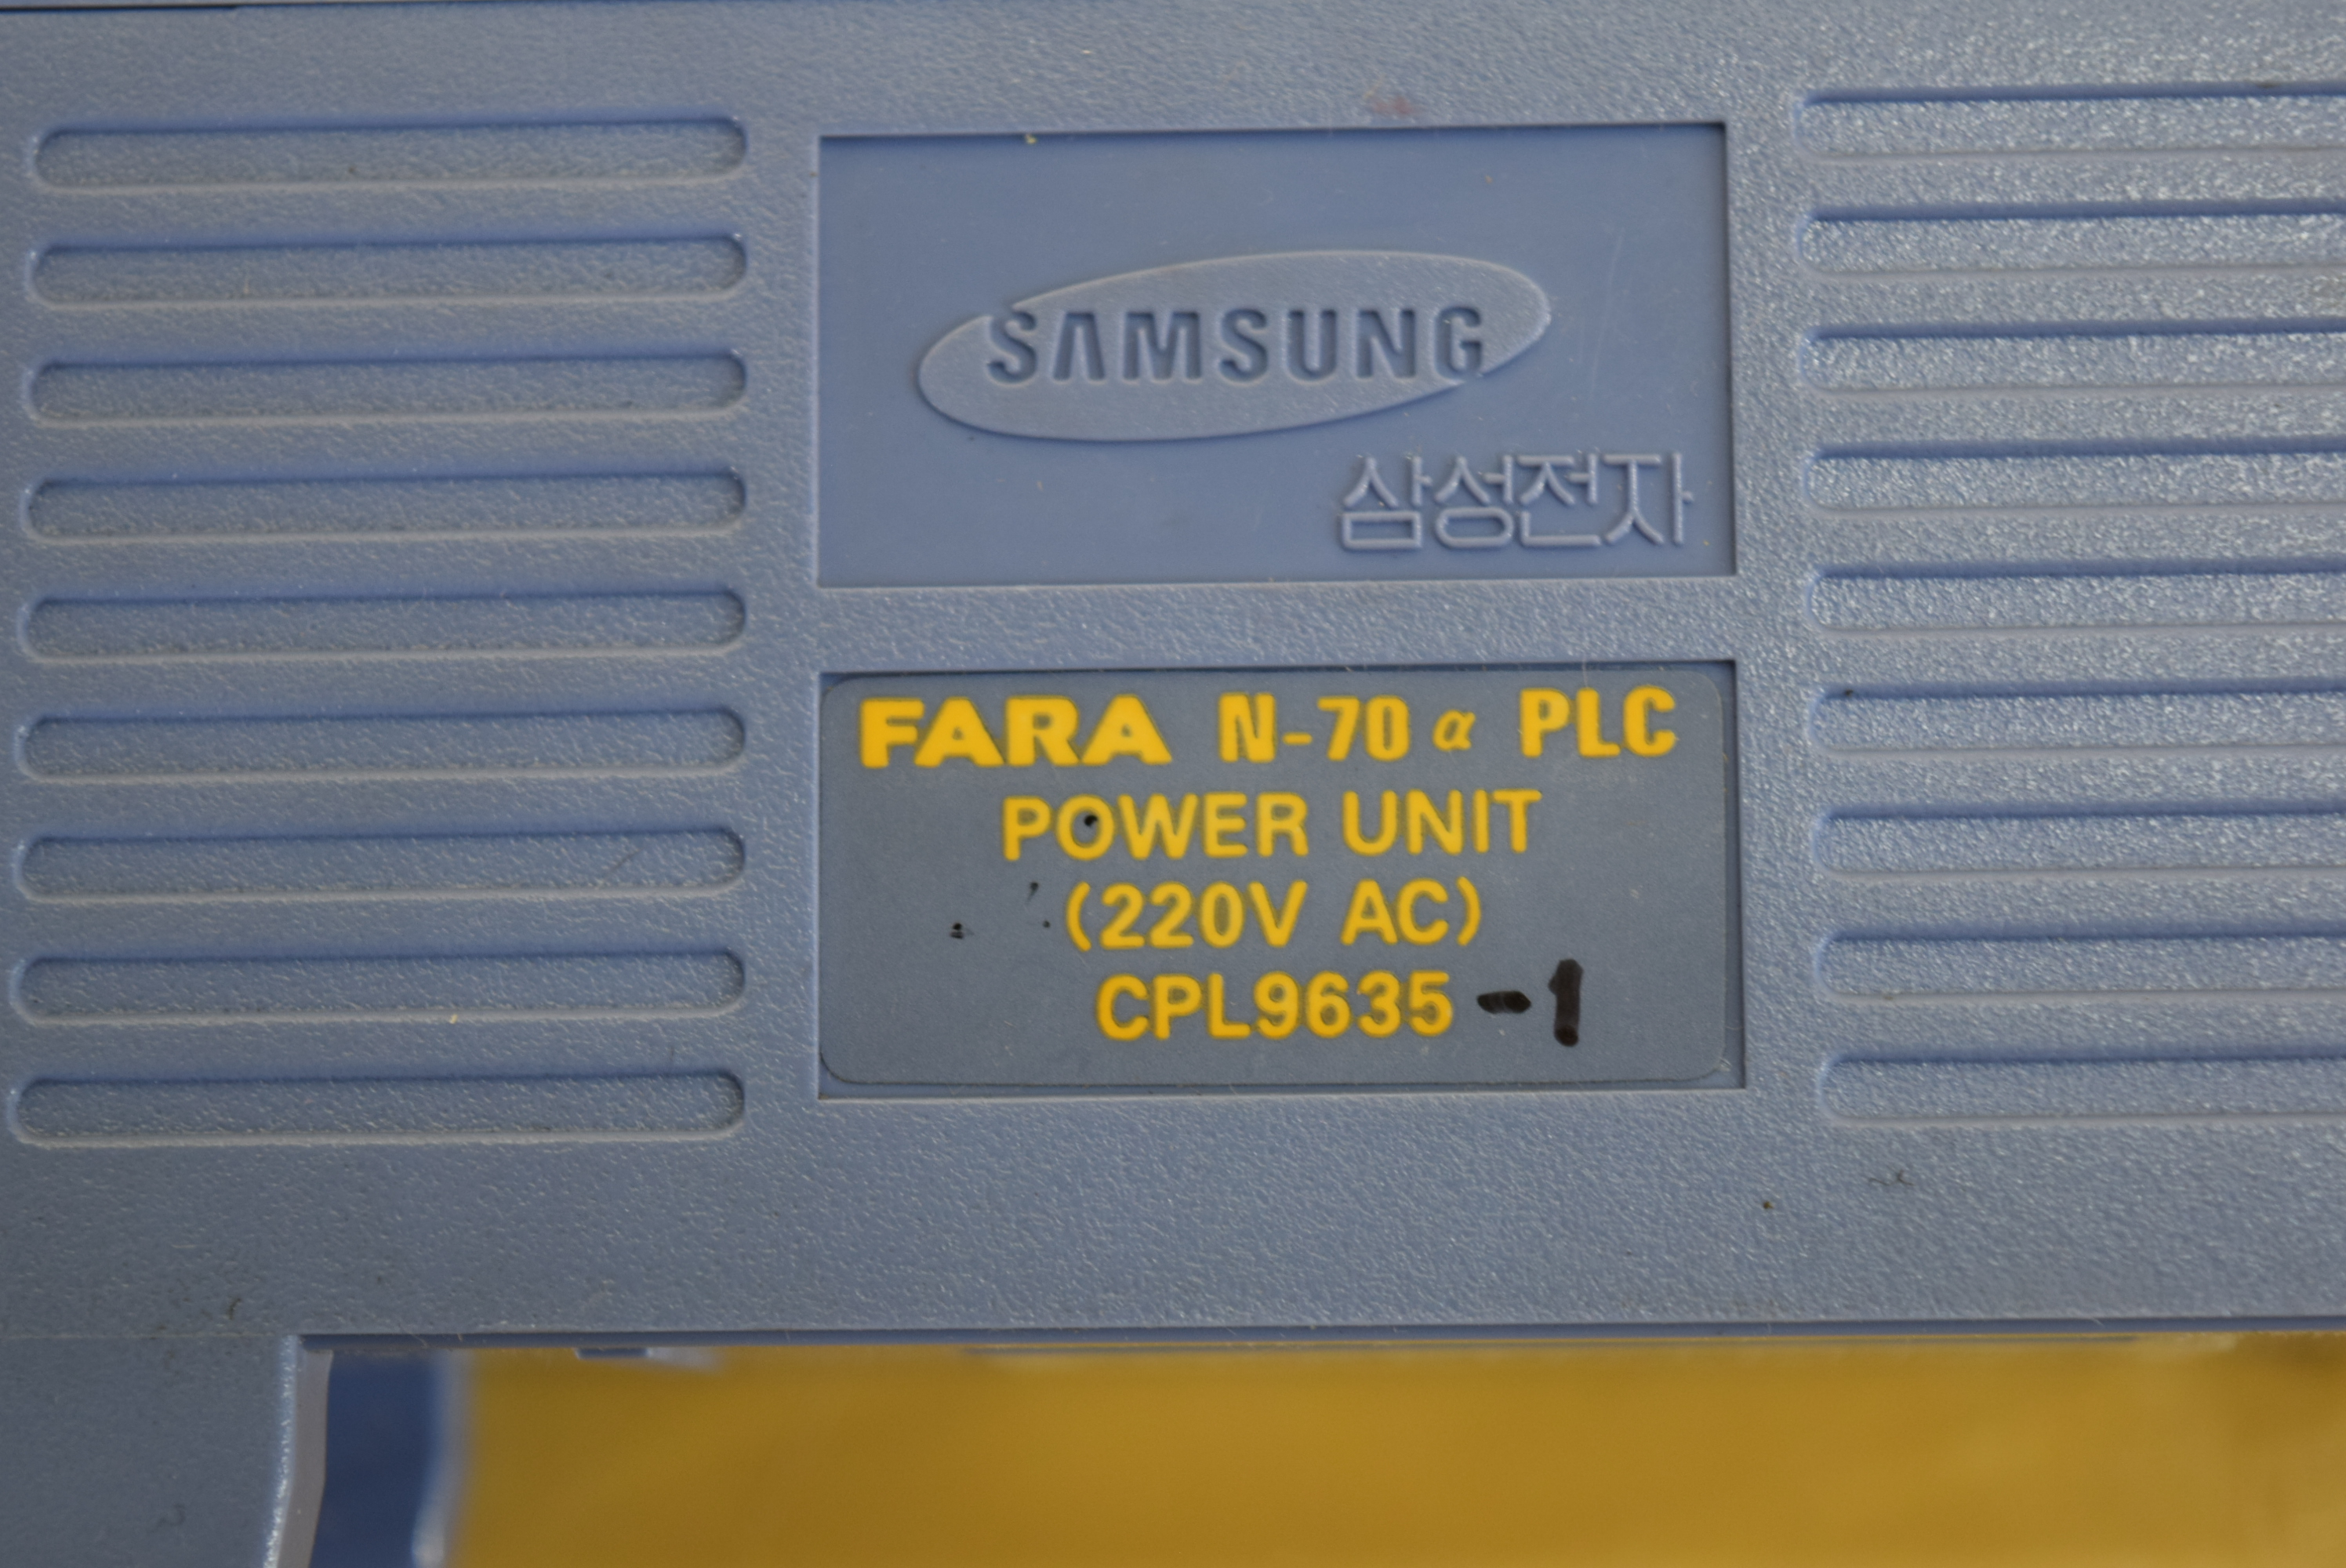 SAMSUNG
삼성전자
FARA N-70 α PLC
POWER UNIT
(220V AC)
CPL9635-1